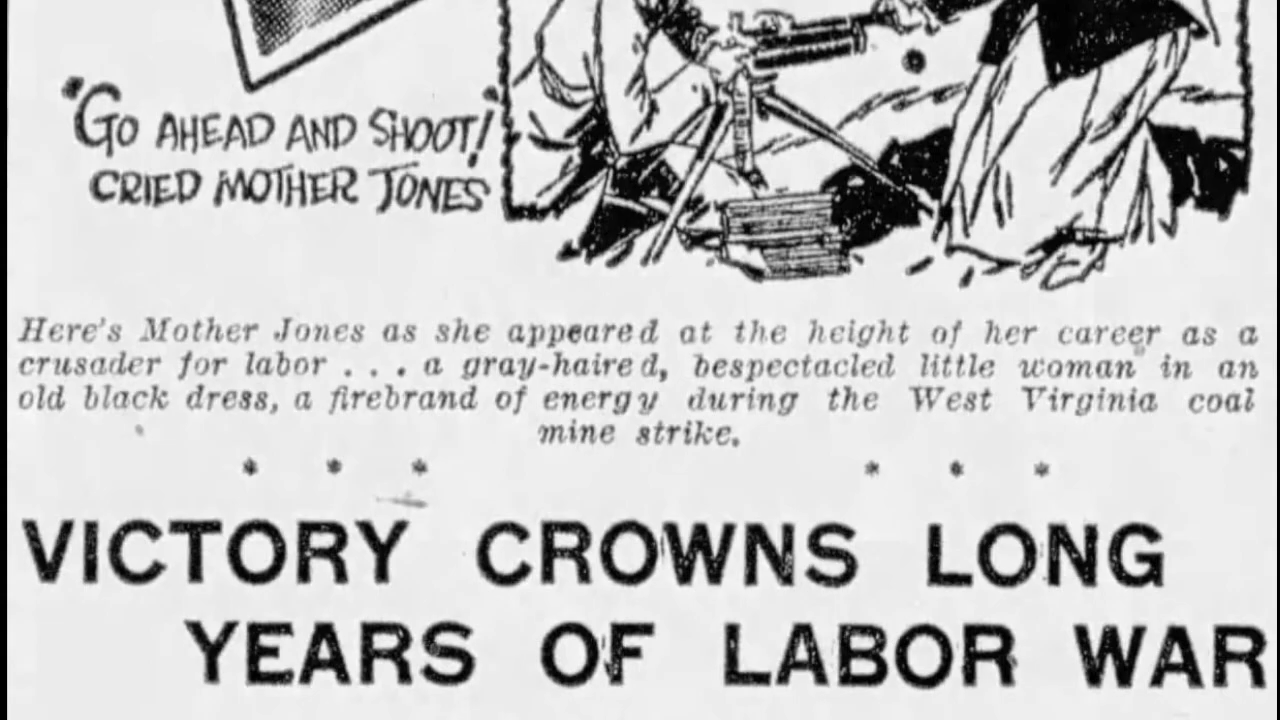 "GO AHEAD AND SHOOT!"
CRIED MOTHER JONES
Here's Mother Jones as she appeared at the height of her career as a
crusader for labor . . . a gray-haired, bespectacled little woman in an
old black dress, a firebrand of energy during the West Virginia coal
mine strike.
* * * * * *
VICTORY CROWNS LONG
YEARS OF LABOR WAR